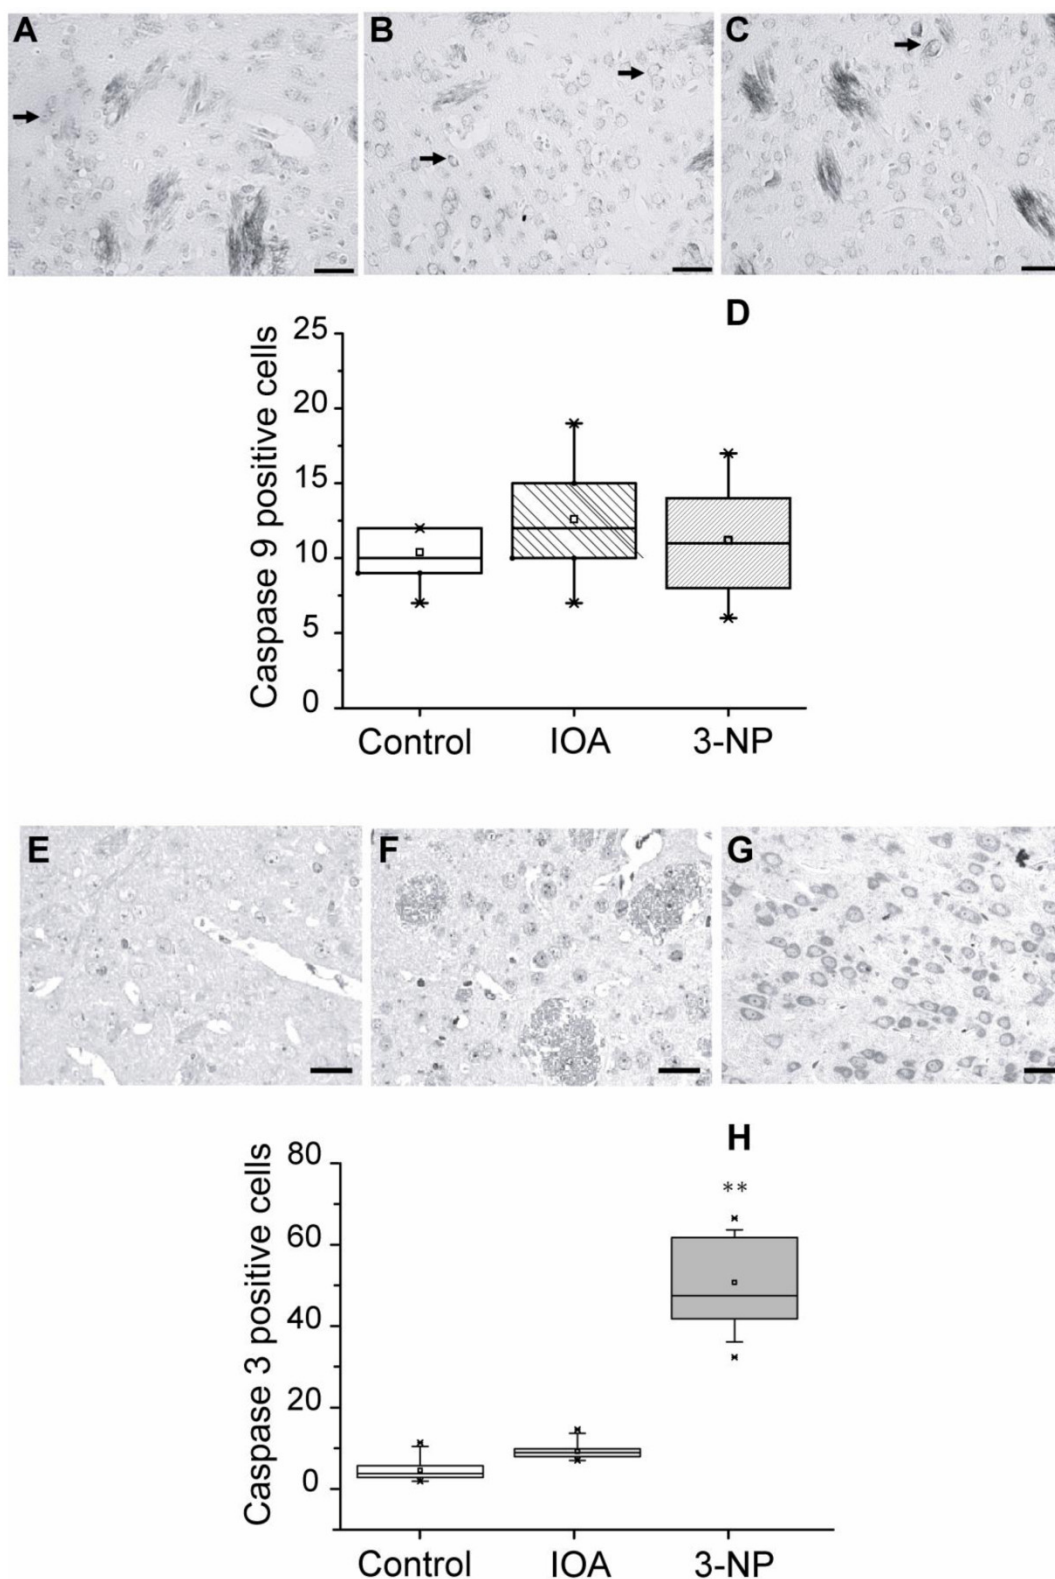 A B C
D
Caspase 9 positive cells
25
20
15
10
5
0
Control IOA 3-NP
E F G
H
Caspase 3 positive cells
80
60
40
20
0
**
Control IOA 3-NP